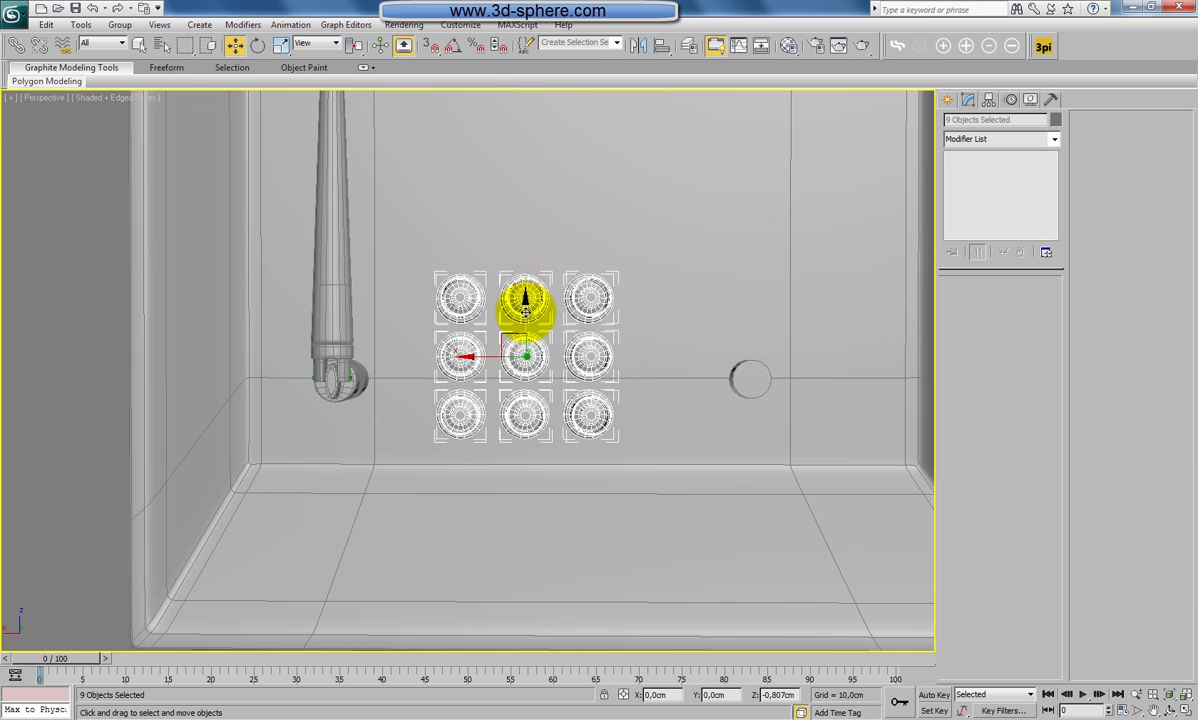 www.3d-sphere.com
Type a keyword or phrase
Edit Tools Group Views Create Modifiers Animation Graph Editors Rendering Customize MAXScript Help
All View Create Selection Se 3pi
Graphite Modeling Tools Freeform Selection Object Paint
Polygon Modeling
[ + ] [ Perspective ] [ Shaded + Edged Faces ]
9 Objects Selected
Modifier List
x
z
x
0 / 100
0 5 10 15 20 25 30 35 40 45 50 55 60 65 70 75 80 85 90 95 100
9 Objects Selected X: 0,0cm Y: 0,0cm Z: -0,807cm Grid = 10,0cm Auto Key Selected
Max to Physc. Click and drag to select and move objects Add Time Tag Set Key Key Filters... 0